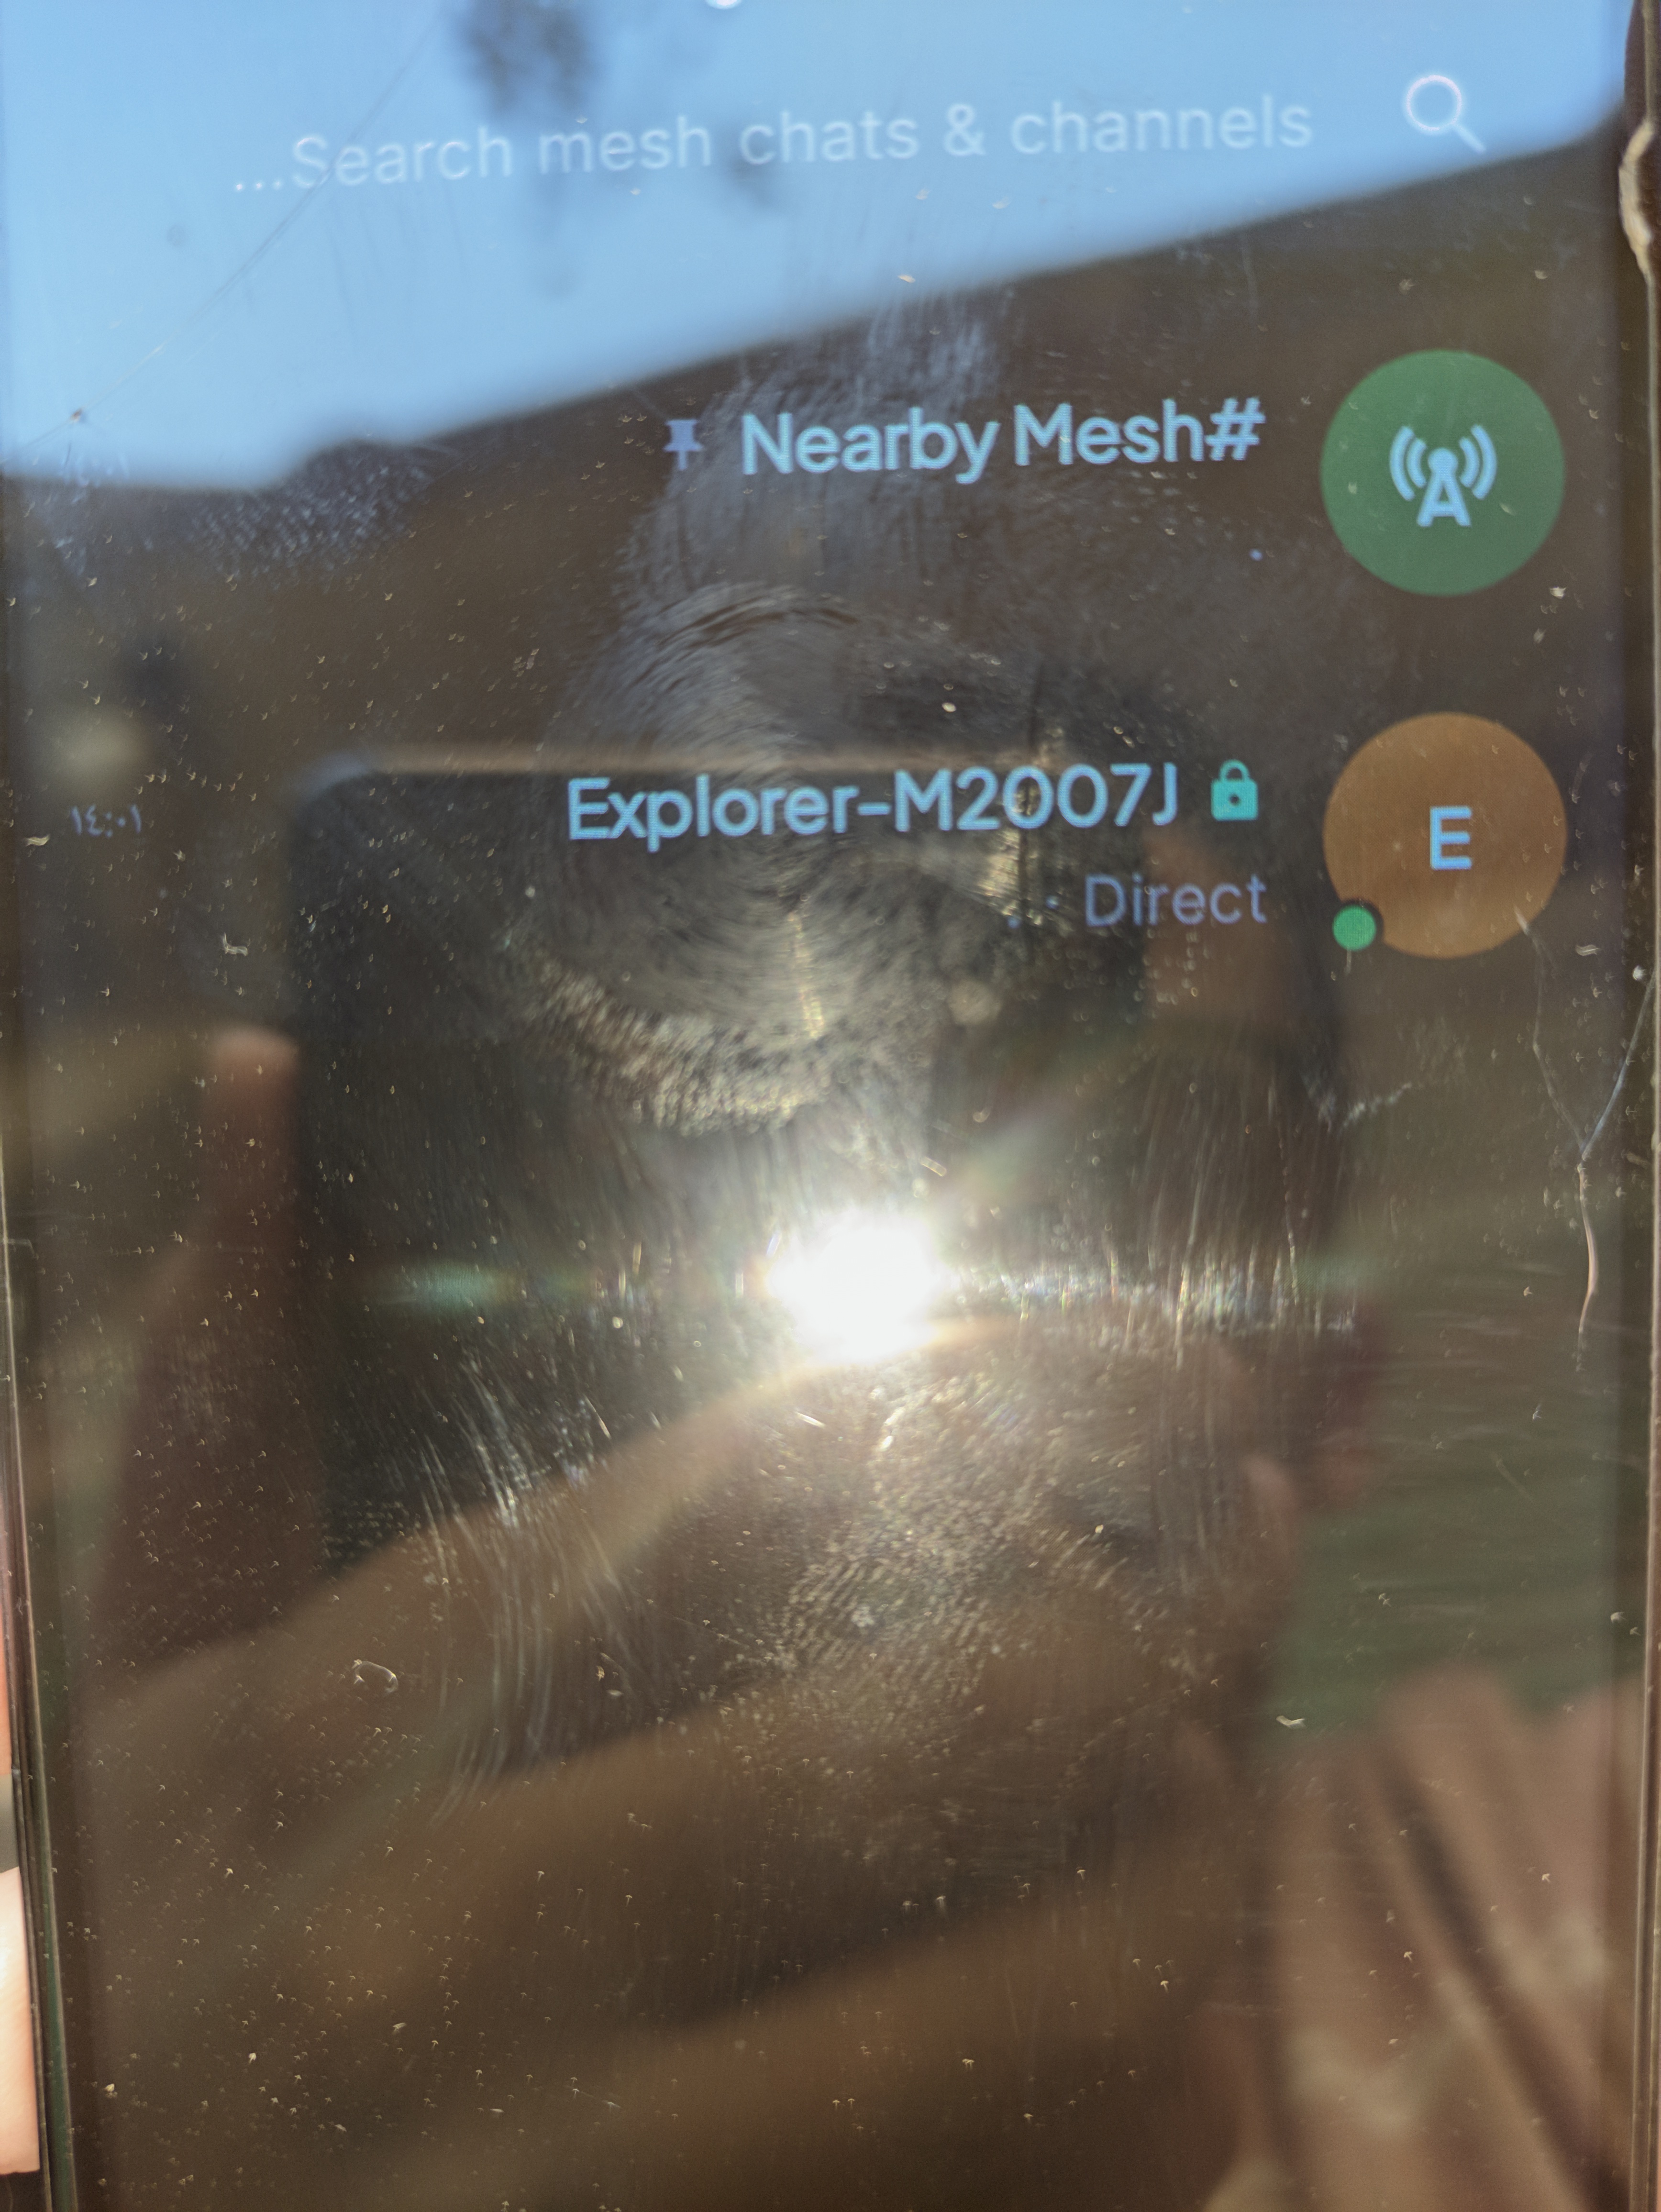 Search mesh chats & channels...
Nearby Mesh#
Explorer-M2007J
E
١٤:٠١
Direct